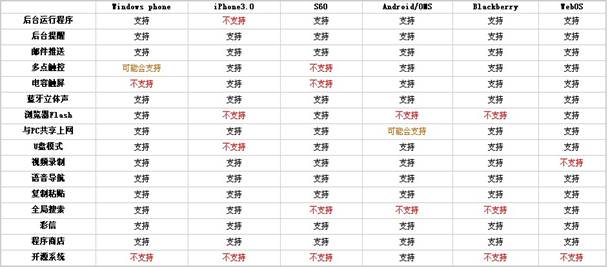 Windows phone iPhone3.0 S60 Android/OMS Blackberry WebOS
后台运行程序 支持 不支持 支持 支持 支持 支持
后台提醒 支持 支持 支持 支持 支持 支持
邮件推送 支持 支持 支持 支持 支持 支持
多点触控 可能会支持 支持 不支持 支持 支持 支持
电容触屏 不支持 支持 不支持 支持 支持 支持
蓝牙立体声 支持 支持 支持 支持 支持 支持
浏览器Flash 支持 不支持 支持 不支持 不支持 支持
与PC共享上网 支持 支持 支持 可能会支持 支持 支持
U盘模式 支持 不支持 支持 支持 支持 支持
视频录制 支持 支持 支持 支持 支持 不支持
语音导航 支持 支持 支持 支持 支持 支持
复制粘贴 支持 支持 支持 支持 支持 支持
全局搜索 支持 支持 不支持 不支持 不支持 支持
彩信 支持 支持 支持 支持 支持 支持
程序商店 支持 支持 支持 支持 支持 支持
开源系统 不支持 不支持 不支持 支持 不支持 不支持